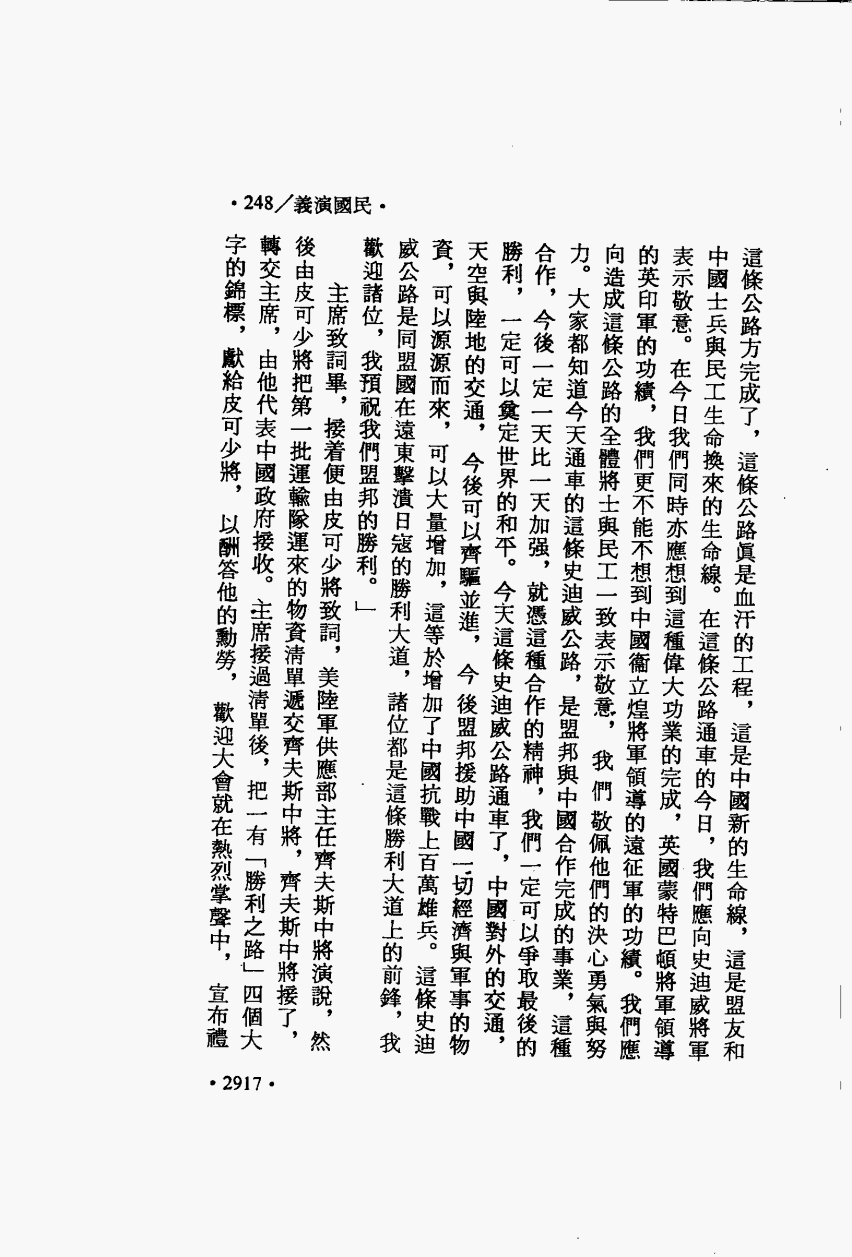 •248／義演國民•
這條公路方完成了，這條公路眞是血汗的工程，這是中國新的生命線，這是盟友和
中國士兵與民工生命換來的生命線。在這條公路通車的今日，我們應向史迪威將軍
表示敬意。在今日我們同時亦應想到這種偉大功業的完成，英國蒙特巴頓將軍領導
的英印軍的功績，我們更不能不想到中國衞立煌將軍領導的遠征軍的功績。我們應
向造成這條公路的全體將士與民工一致表示敬意，我們敬佩他們的決心勇氣與努
力。大家都知道今天通車的這條史迪威公路，是盟邦與中國合作完成的事業，這種
合作，今後一定一天比一天加强，就憑這種合作的精神，我們一定可以爭取最後的
勝利，一定可以奠定世界的和平。今天這條史迪威公路通車了，中國對外的交通，
天空與陸地的交通，今後可以齊驅並進，今後盟邦援助中國一切經濟與軍事的物
資，可以源源而來，可以大量增加，這等於增加了中國抗戰上百萬雄兵。這條史迪
威公路是同盟國在遠東擊潰日寇的勝利大道，諸位都是這條勝利大道上的前鋒，我
歡迎諸位，我預祝我們盟邦的勝利。」
主席致詞畢，接着便由皮可少將致詞，美陸軍供應部主任齊夫斯中將演說，然
後由皮可少將把第一批運輸隊運來的物資清單遞交齊夫斯中將，齊夫斯中將接了，
轉交主席，由他代表中國政府接收。主席接過清單後，把一有「勝利之路」四個大
字的錦標，獻給皮可少將，以酬答他的勳勞，歡迎大會就在熱烈掌聲中，宣布禮
•2917•